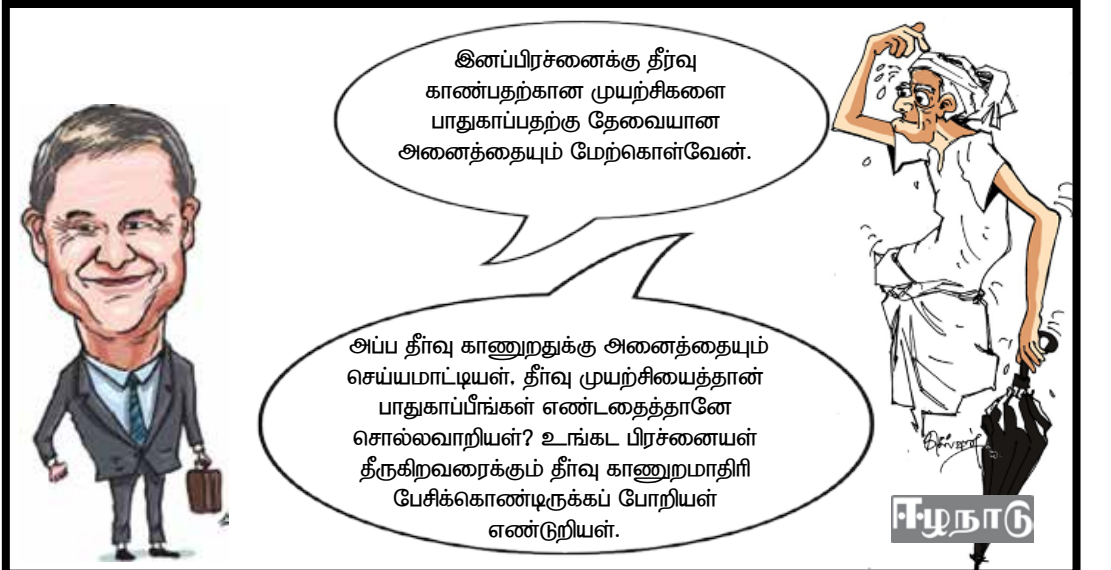 இனப்பிரச்னைக்கு தீர்வு
காண்பதற்கான முயற்சிகளை
பாதுகாப்பதற்கு தேவையான
அனைத்தையும் மேற்கொள்வேன்.
அப்ப தீர்வு காணுறதுக்கு அனைத்தையும்
செய்யமாட்டியள். தீர்வு முயற்சியைத்தான்
பாதுகாப்பீங்கள் எண்டதைத்தானே
சொல்லவாறியள்? உங்கட பிரச்னையள்
தீருகிறவரைக்கும் தீர்வு காணுறமாதிரி
பேசிக்கொண்டிருக்கப் போறியள்
எண்டுறியள்.
ஈழநாடு